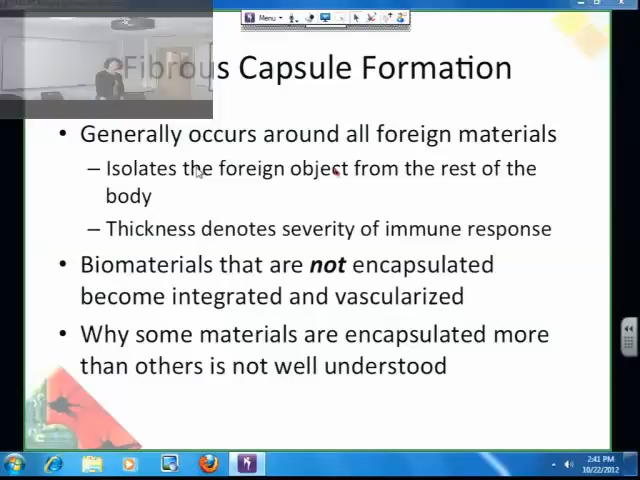 Menu
Fibrous Capsule Formation
• Generally occurs around all foreign materials
– Isolates the foreign object from the rest of the
body
– Thickness denotes severity of immune response
• Biomaterials that are not encapsulated
become integrated and vascularized
• Why some materials are encapsulated more
than others is not well understood
2:41 PM
10/22/2012